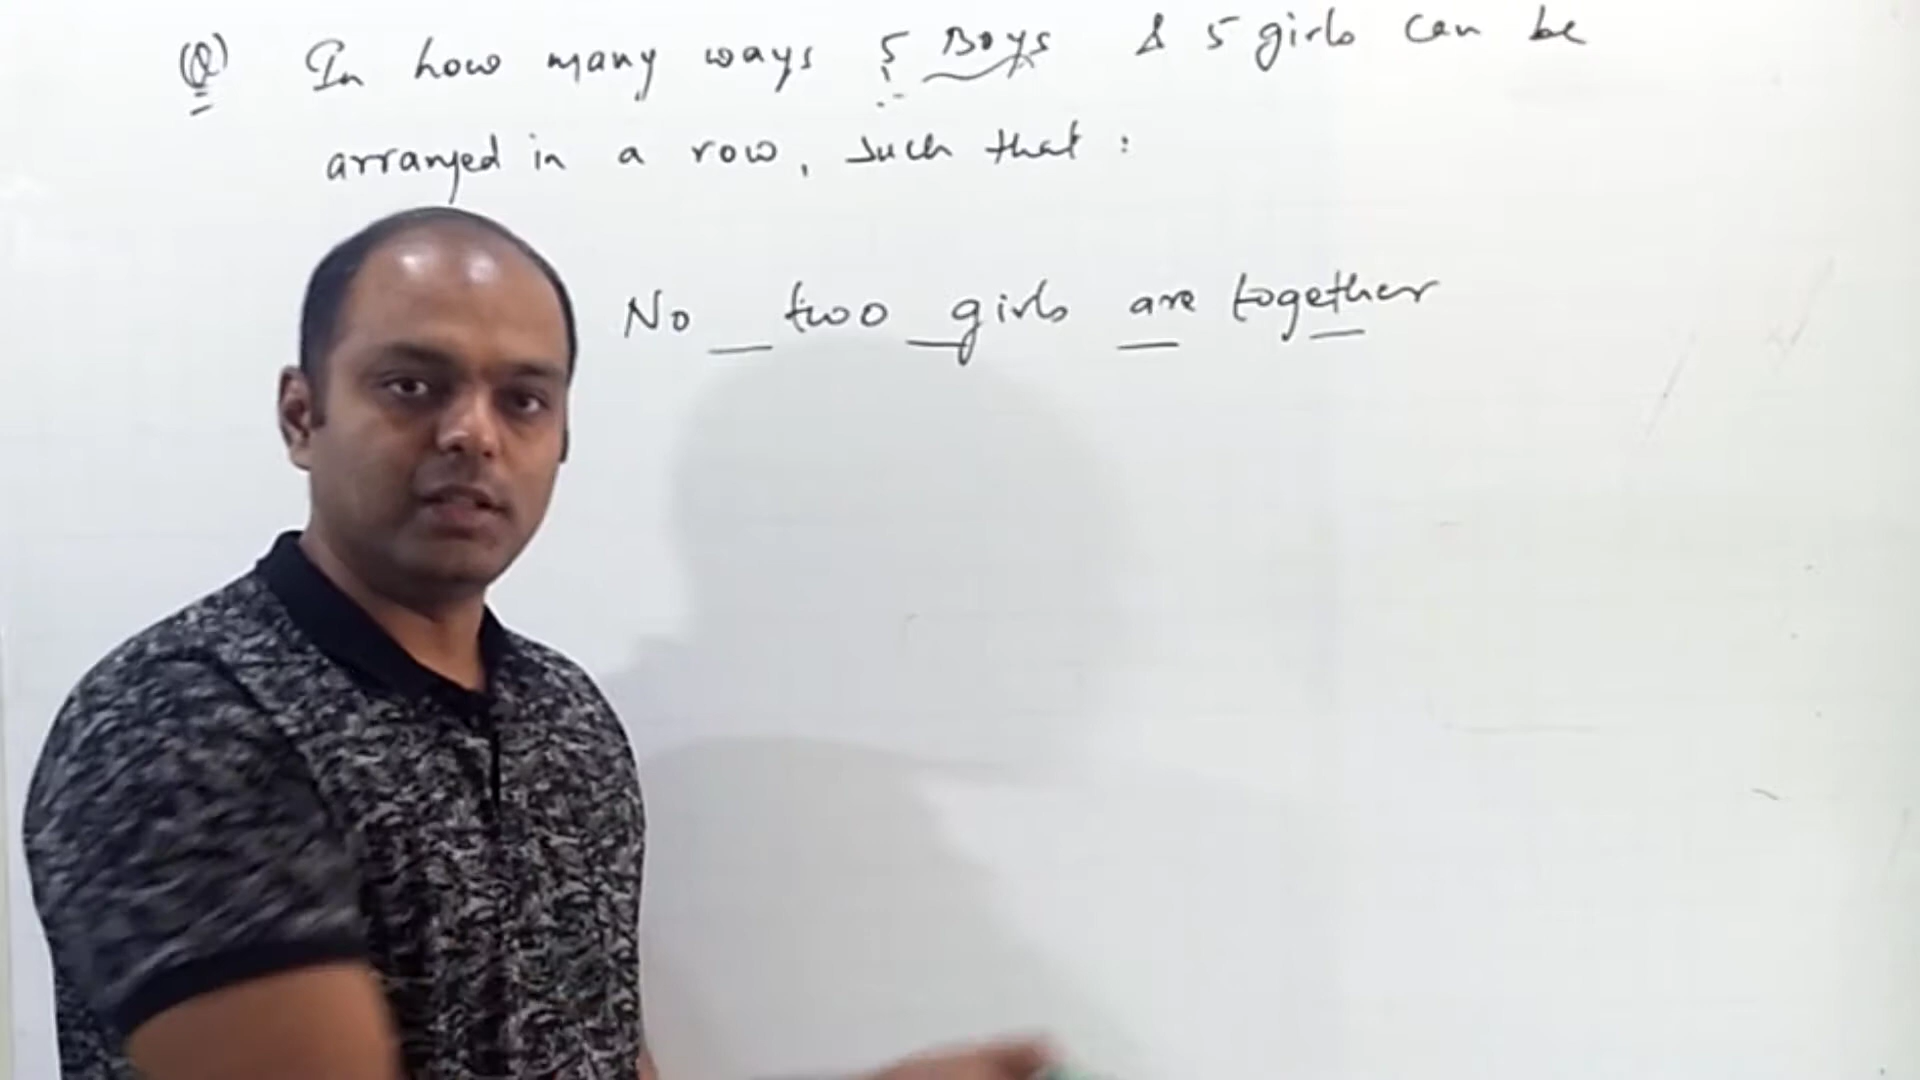 (Q) In how many ways 5 Boys & 5 girls can be
arranged in a row, such that :
No two girls are together